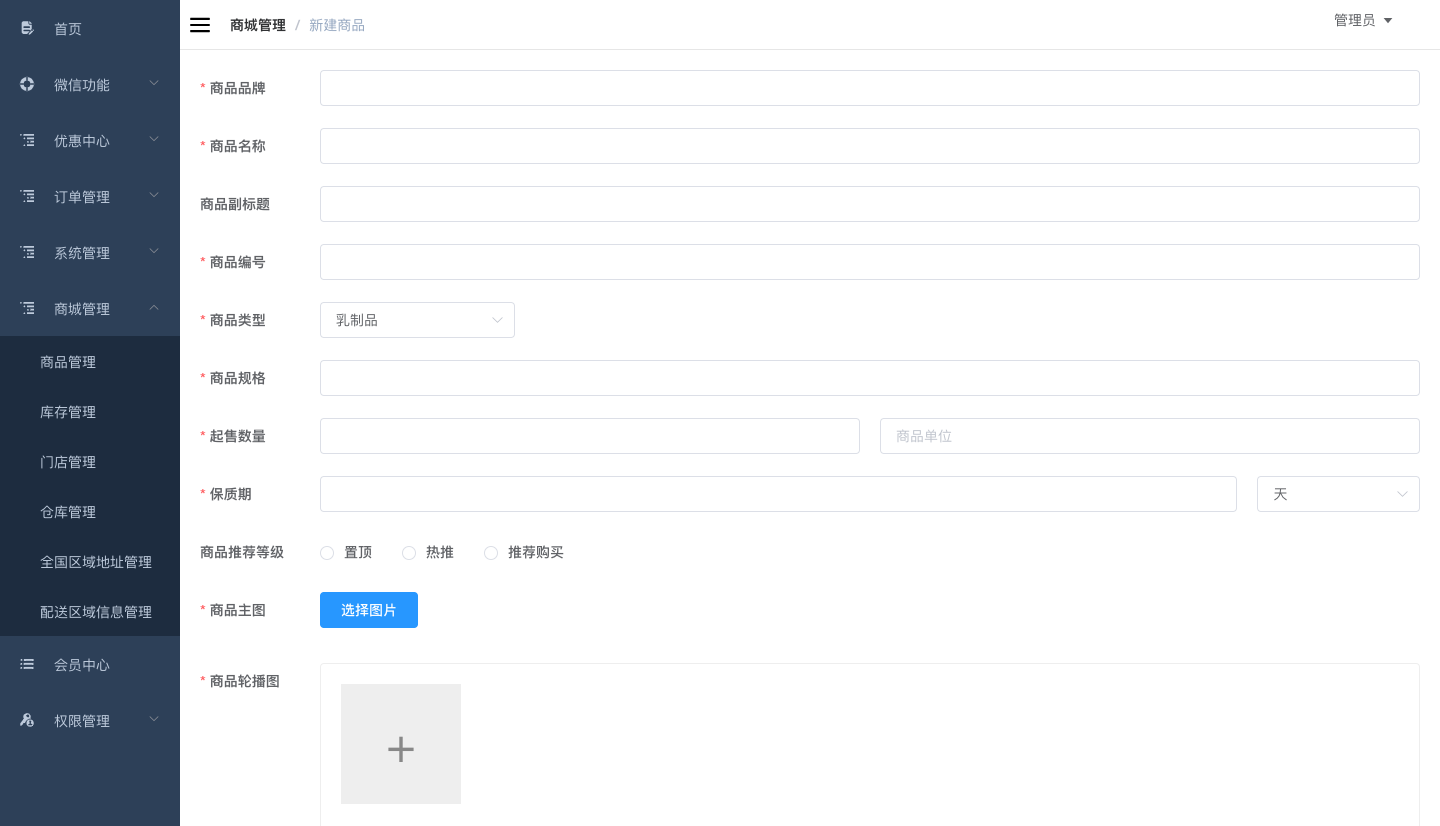 首页
微信功能
优惠中心
订单管理
系统管理
商城管理
商品管理
库存管理
门店管理
仓库管理
全国区域地址管理
配送区域信息管理
会员中心
权限管理
商城管理 / 新建商品
管理员
* 商品品牌
* 商品名称
商品副标题
* 商品编号
* 商品类型 乳制品
* 商品规格
* 起售数量 商品单位
* 保质期 天
商品推荐等级 置顶 热推 推荐购买
* 商品主图 选择图片
* 商品轮播图